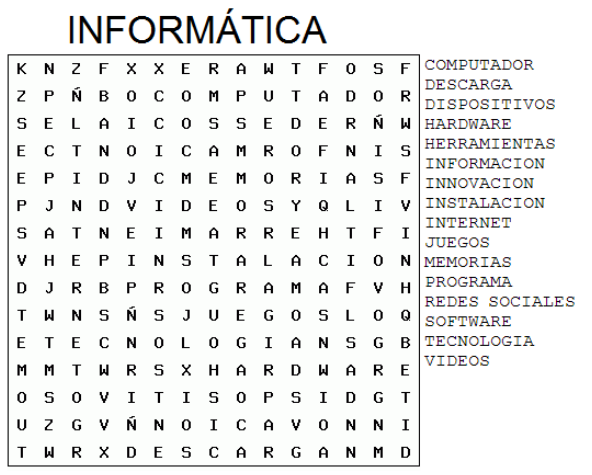 INFORMÁTICA
K N Z F X X E R A W T F O S F
Z P Ñ B O C O M P U T A D O R
S E L A I C O S S E D E R Ñ W
E C T N O I C A M R O F N I S
E P I D J C M E M O R I A S F
P J N D V I D E O S Y Q L I V
S A T N E I M A R R E H T F I
V H E P I N S T A L A C I O N
D J R B P R O G R A M A F V H
T W N S Ñ S J U E G O S L O Q
E T E C N O L O G I A N S G B
M M T W R S X H A R D W A R E
O S O V I T I S O P S I D G T
U Z G V Ñ N O I C A V O N N I
T W R X D E S C A R G A N M D
COMPUTADOR
DESCARGA
DISPOSITIVOS
HARDWARE
HERRAMIENTAS
INFORMACION
INNOVACION
INSTALACION
INTERNET
JUEGOS
MEMORIAS
PROGRAMA
REDES SOCIALES
SOFTWARE
TECNOLOGIA
VIDEOS